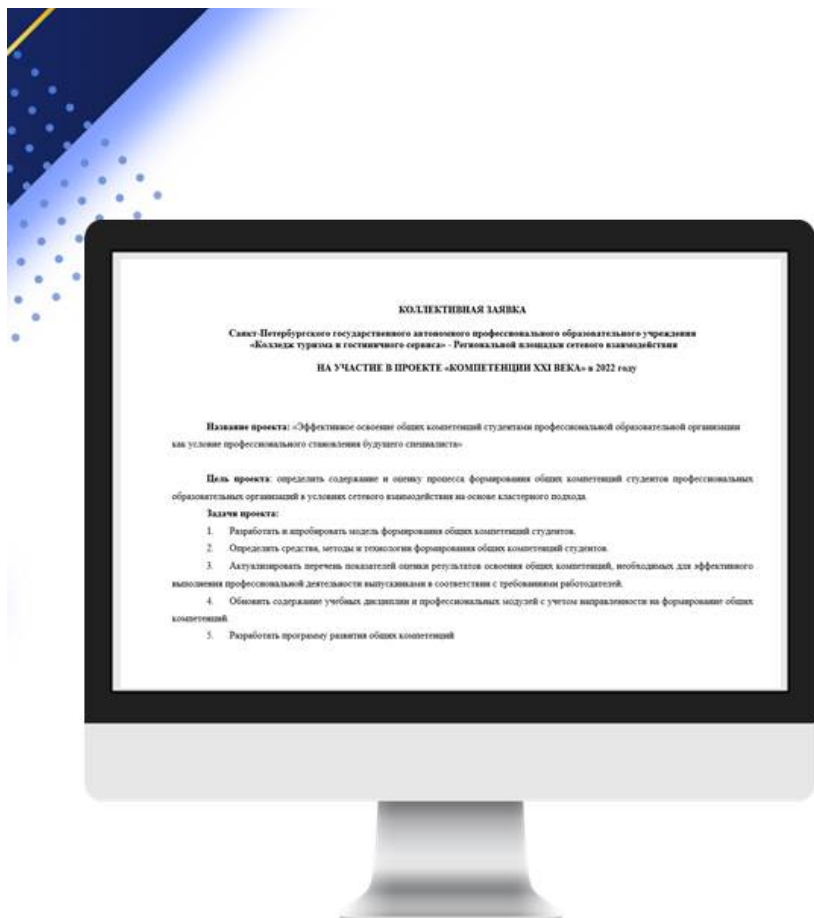 КОЛЛЕКТИВНАЯ ЗАЯВКА
Санкт-Петербургского государственного автономного профессионального образовательного учреждения
«Колледж туризма и гостиничного сервиса» - Региональной площадки сетевого взаимодействия
НА УЧАСТИЕ В ПРОЕКТЕ «КОМПЕТЕНЦИИ XXI ВЕКА» в 2022 году
Название проекта: «Эффективное освоение общих компетенций студентами профессиональной образовательной организации
как условие профессионального становления будущего специалиста»
Цель проекта: определить содержание и оценку процесса формирования общих компетенций студентов профессиональных
образовательных организаций в условиях сетевого взаимодействия на основе кластерного подхода.
Задачи проекта:
1. Разработать и апробировать модель формирования общих компетенций студентов.
2. Определить средства, методы и технологии формирования общих компетенций студентов.
3. Актуализировать перечень показателей оценки результатов освоения общих компетенций, необходимых для эффективного
выполнения профессиональной деятельности выпускниками в соответствии с требованиями работодателей.
4. Обновить содержание учебных дисциплин и профессиональных модулей с учетом направленности на формирование общих
компетенций.
5. Разработать программу развития общих компетенций